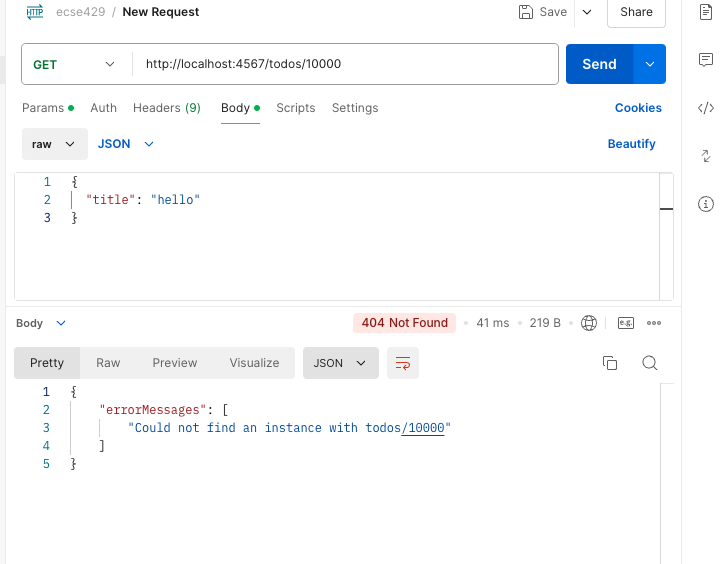 HTTP ecse429 / New Request Save Share
GET http://localhost:4567/todos/10000 Send
Params Auth Headers (9) Body Scripts Settings Cookies
raw JSON Beautify
1 {
2 "title": "hello"
3 }
Body 404 Not Found 41 ms 219 B e.g.
Pretty Raw Preview Visualize JSON
1 {
2 "errorMessages": [
3 "Could not find an instance with todos/10000"
4 ]
5 }